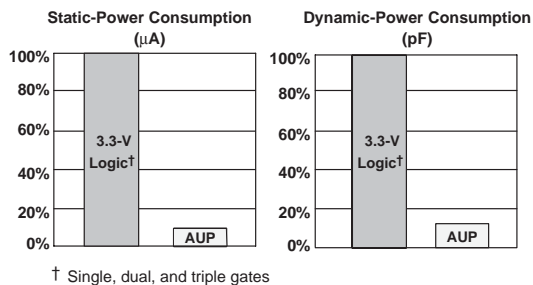 Static-Power Consumption
(μA)
100%
80%
60%
40%
20%
0%
3.3-V
Logic†
AUP
Dynamic-Power Consumption
(pF)
100%
80%
60%
40%
20%
0%
3.3-V
Logic†
AUP
† Single, dual, and triple gates